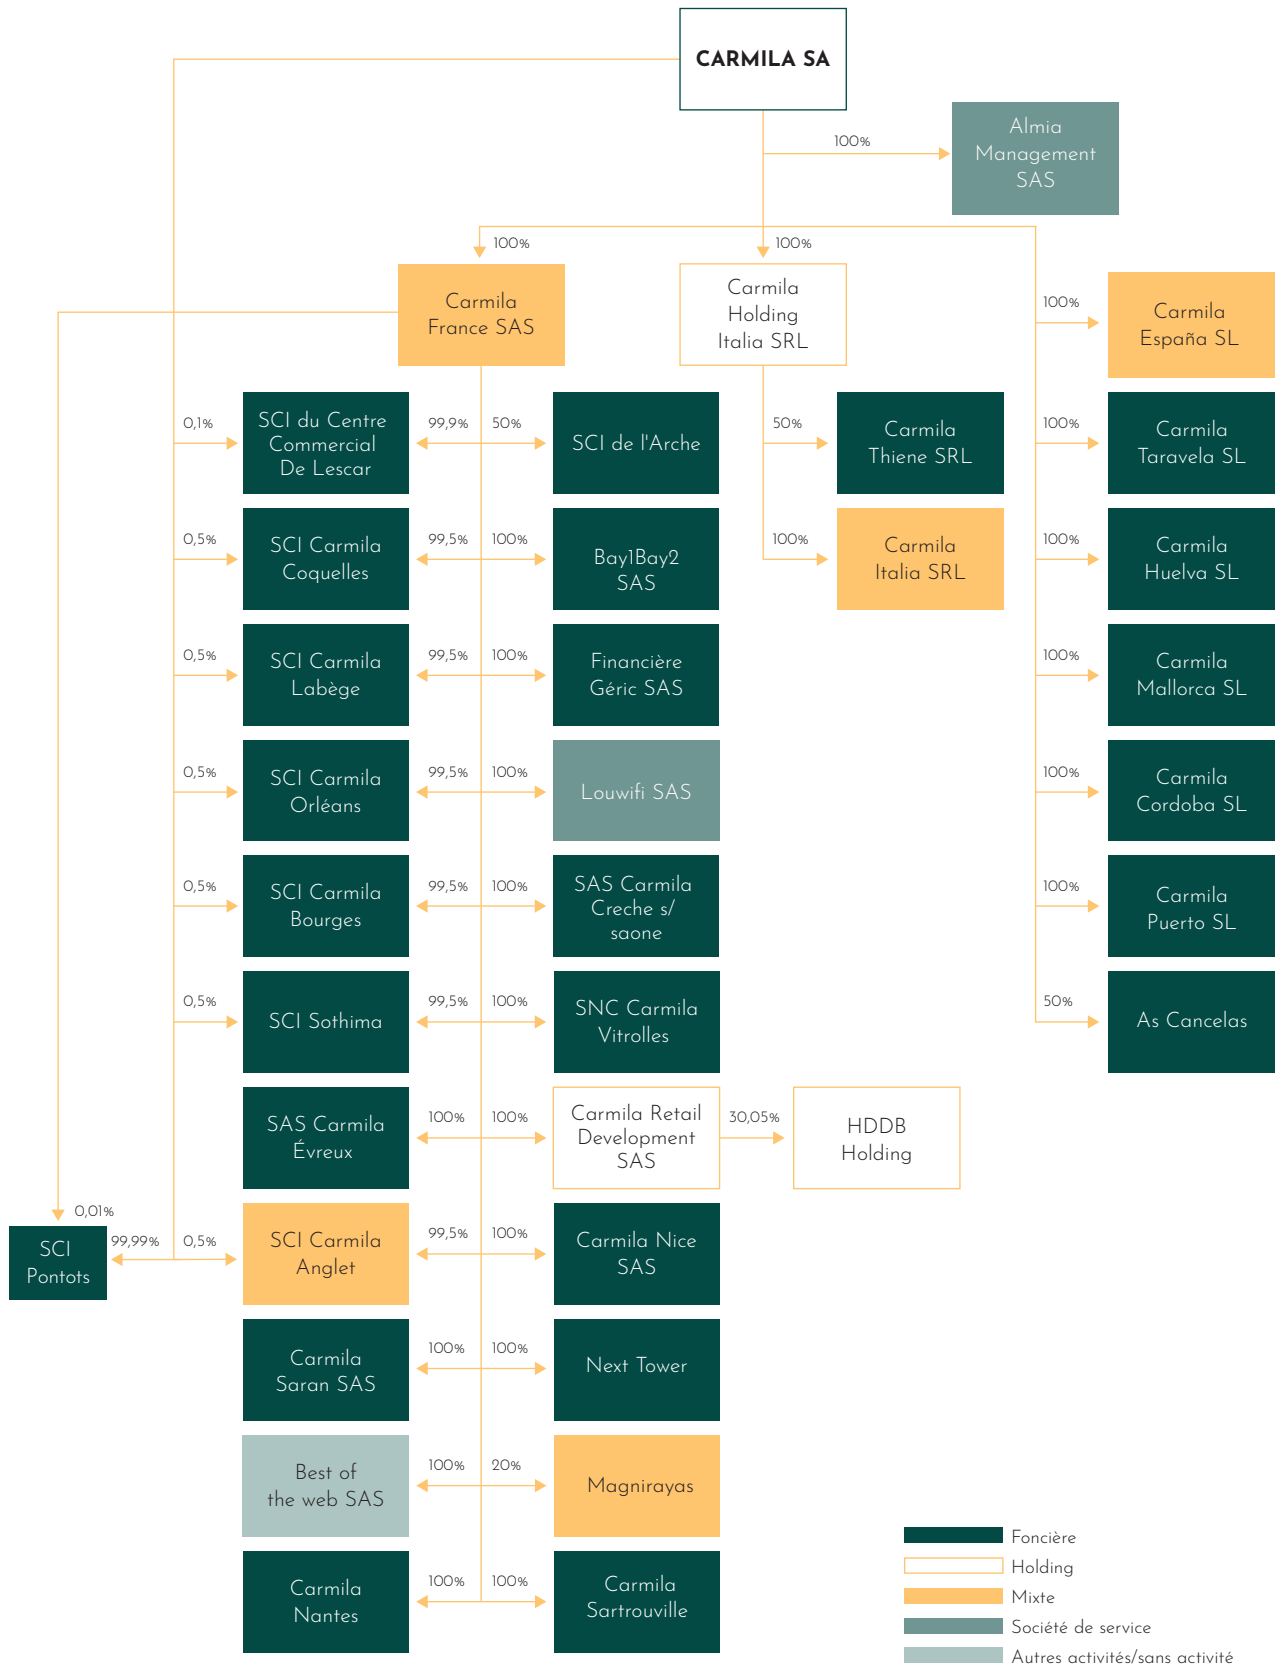 CARMILA SA
100%
Almia
Management
SAS
100%
100%
Carmila
France SAS
Carmila
Holding
Italia SRL
100%
Carmila
España SL
0,1%
SCI du Centre
Commercial
De Lescar
99,9%
50%
SCI de l'Arche
50%
Carmila
Thiene SRL
100%
Carmila
Taravela SL
0,5%
SCI Carmila
Coquelles
99,5%
100%
Bay1Bay2
SAS
100%
Carmila
Italia SRL
100%
Carmila
Huelva SL
0,5%
SCI Carmila
Labège
99,5%
100%
Financière
Géric SAS
100%
Carmila
Mallorca SL
0,5%
SCI Carmila
Orléans
99,5%
100%
Louwifi SAS
100%
Carmila
Cordoba SL
0,5%
SCI Carmila
Bourges
99,5%
100%
SAS Carmila
Creche s/
saone
100%
Carmila
Puerto SL
0,5%
SCI Sothima
99,5%
100%
SNC Carmila
Vitrolles
50%
As Cancelas
SAS Carmila
Évreux
100%
100%
Carmila Retail
Development
SAS
30,05%
HDDB
Holding
0,01%
SCI
Pontots
99,99%
0,5%
SCI Carmila
Anglet
99,5%
100%
Carmila Nice
SAS
Carmila
Saran SAS
100%
100%
Next Tower
Best of
the web SAS
100%
20%
Magnirayas
Carmila
Nantes
100%
100%
Carmila
Sartrouville
Foncière
Holding
Mixte
Société de service
Autres activités/sans activité